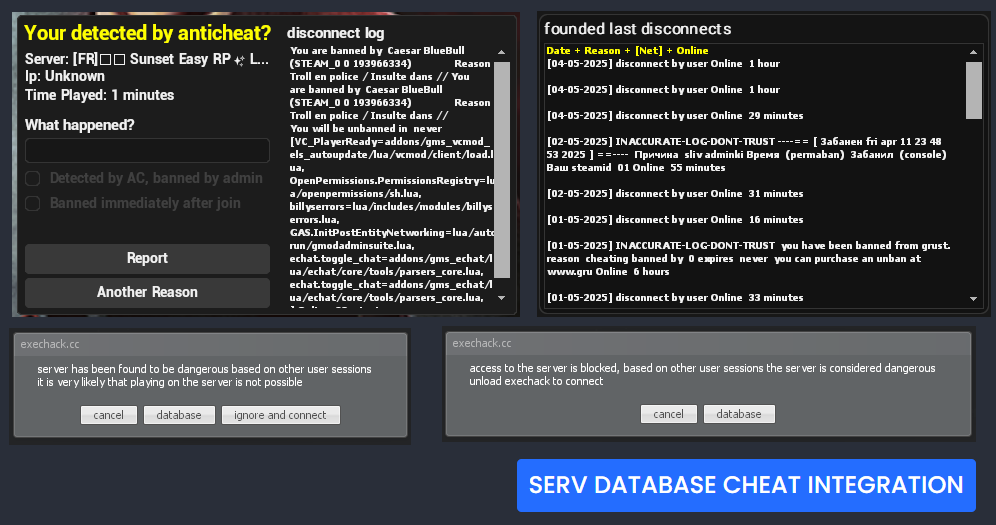 Your detected by anticheat?
Server: [FR] Sunset Easy RP✨ L...
Ip: Unknown
Time Played: 1 minutes
What happened?
Detected by AC, banned by admin
Banned immediately after join
Report
Another Reason
disconnect log
You are banned by Caesar BlueBull
(STEAM_0 0 193966334) Reason
Troll en police / Insulte dans // You
are banned by Caesar BlueBull
(STEAM_0 0 193966334) Reason
Troll en police / Insulte dans //
You will be unbanned in never
[VC_PlayerReady=addons/gms_vcmod_
els_autoupdate/lua/vcmod/client/load.l
ua,
OpenPermissions.PermissionsRegistry=lu
a/openpermissions/sh.lua,
billyserrors=lua/includes/modules/billys
errors.lua,
GAS.InitPostEntityNetworking=lua/auto
run/gmodadminsuite.lua,
echat.toggle_chat=addons/gms_echat/l
ua/echat/core/tools/parsers_core.lua,
echat.toggle_chat=addons/gms_echat/l
ua/echat/core/tools/parsers_core.lua,
founded last disconnects
Date + Reason + [Net] + Online
[04-05-2025] disconnect by user Online 1 hour
[04-05-2025] disconnect by user Online 1 hour
[04-05-2025] disconnect by user Online 29 minutes
[02-05-2025] INACCURATE-LOG-DONT-TRUST ----== [ Забанен fri apr 11 23 48
53 2025 ] ==---- Причина sliv adminki Время (permaban) Забанил (console)
Ваш steamid 01 Online 55 minutes
[02-05-2025] disconnect by user Online 31 minutes
[01-05-2025] disconnect by user Online 16 minutes
[01-05-2025] INACCURATE-LOG-DONT-TRUST you have been banned from grust.
reason cheating banned by 0 expires never you can purchase an unban at
www.gru Online 6 hours
[01-05-2025] disconnect by user Online 33 minutes
exechack.cc
server has been found to be dangerous based on other user sessions
it is very likely that playing on the server is not possible
cancel
database
ignore and connect
exechack.cc
access to the server is blocked, based on other user sessions the server is considered dangerous
unload exechack to connect
cancel
database
SERV DATABASE CHEAT INTEGRATION